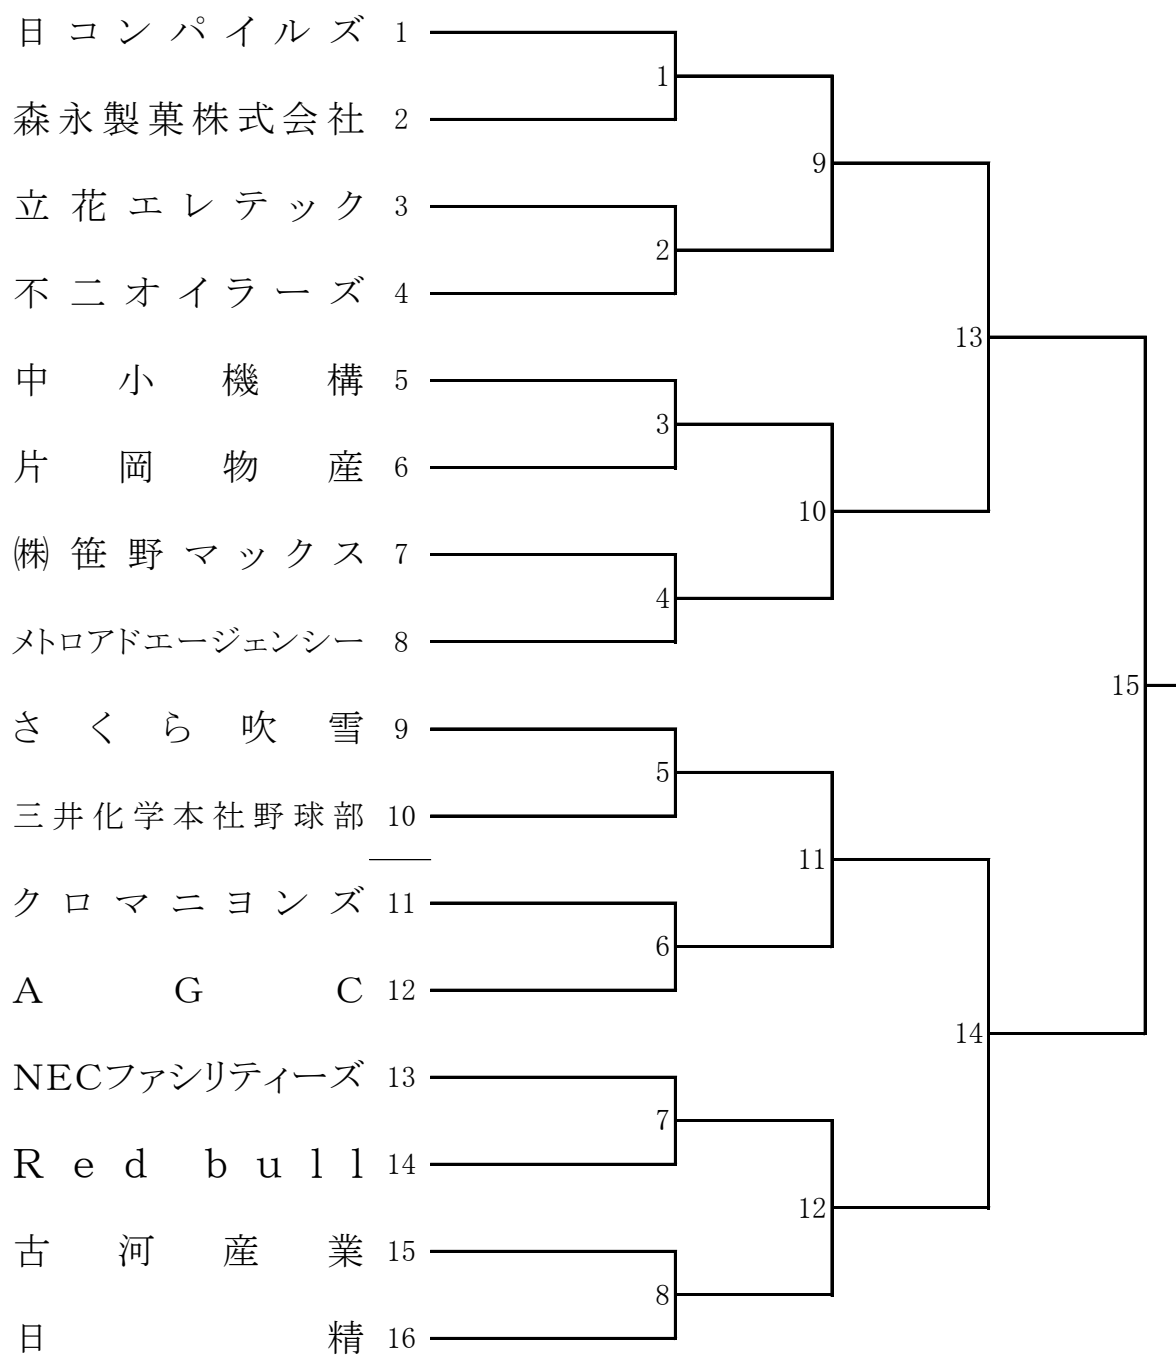 日コンパイルズ 1
1
森永製菓株式会社 2
9
立花エレテック 3
2
不二オイラーズ 4
13
中小機構 5
3
片岡物産 6
10
㈱笹野マックス 7
4
メトロアドエージェンシー 8
15
さくら吹雪 9
5
三井化学本社野球部 10
11
クロマニヨンズ 11
6
AGC 12
14
NECファシリティーズ 13
7
Red bull 14
12
古河産業 15
8
日精 16